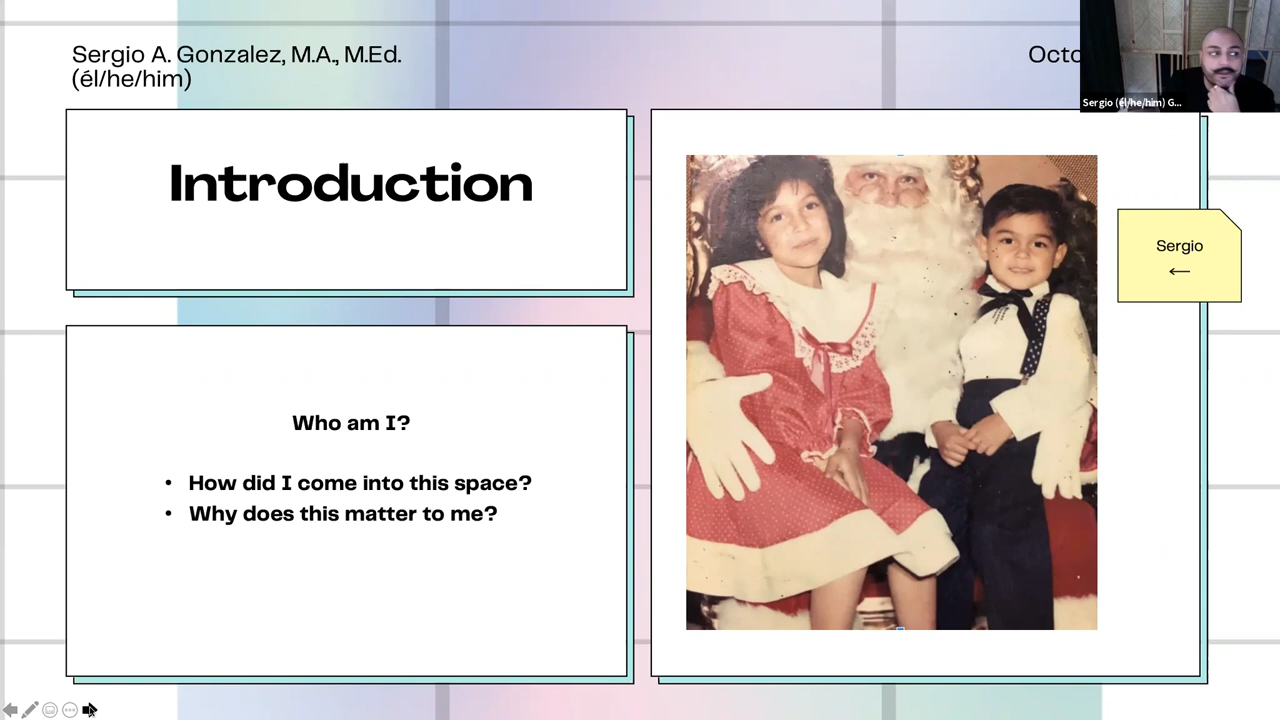 Sergio A. Gonzalez, M.A., M.Ed.
(él/he/him)
Octo
Sergio (él/he/him) G...
Introduction
Sergio
←
Who am I?
• How did I come into this space?
• Why does this matter to me?